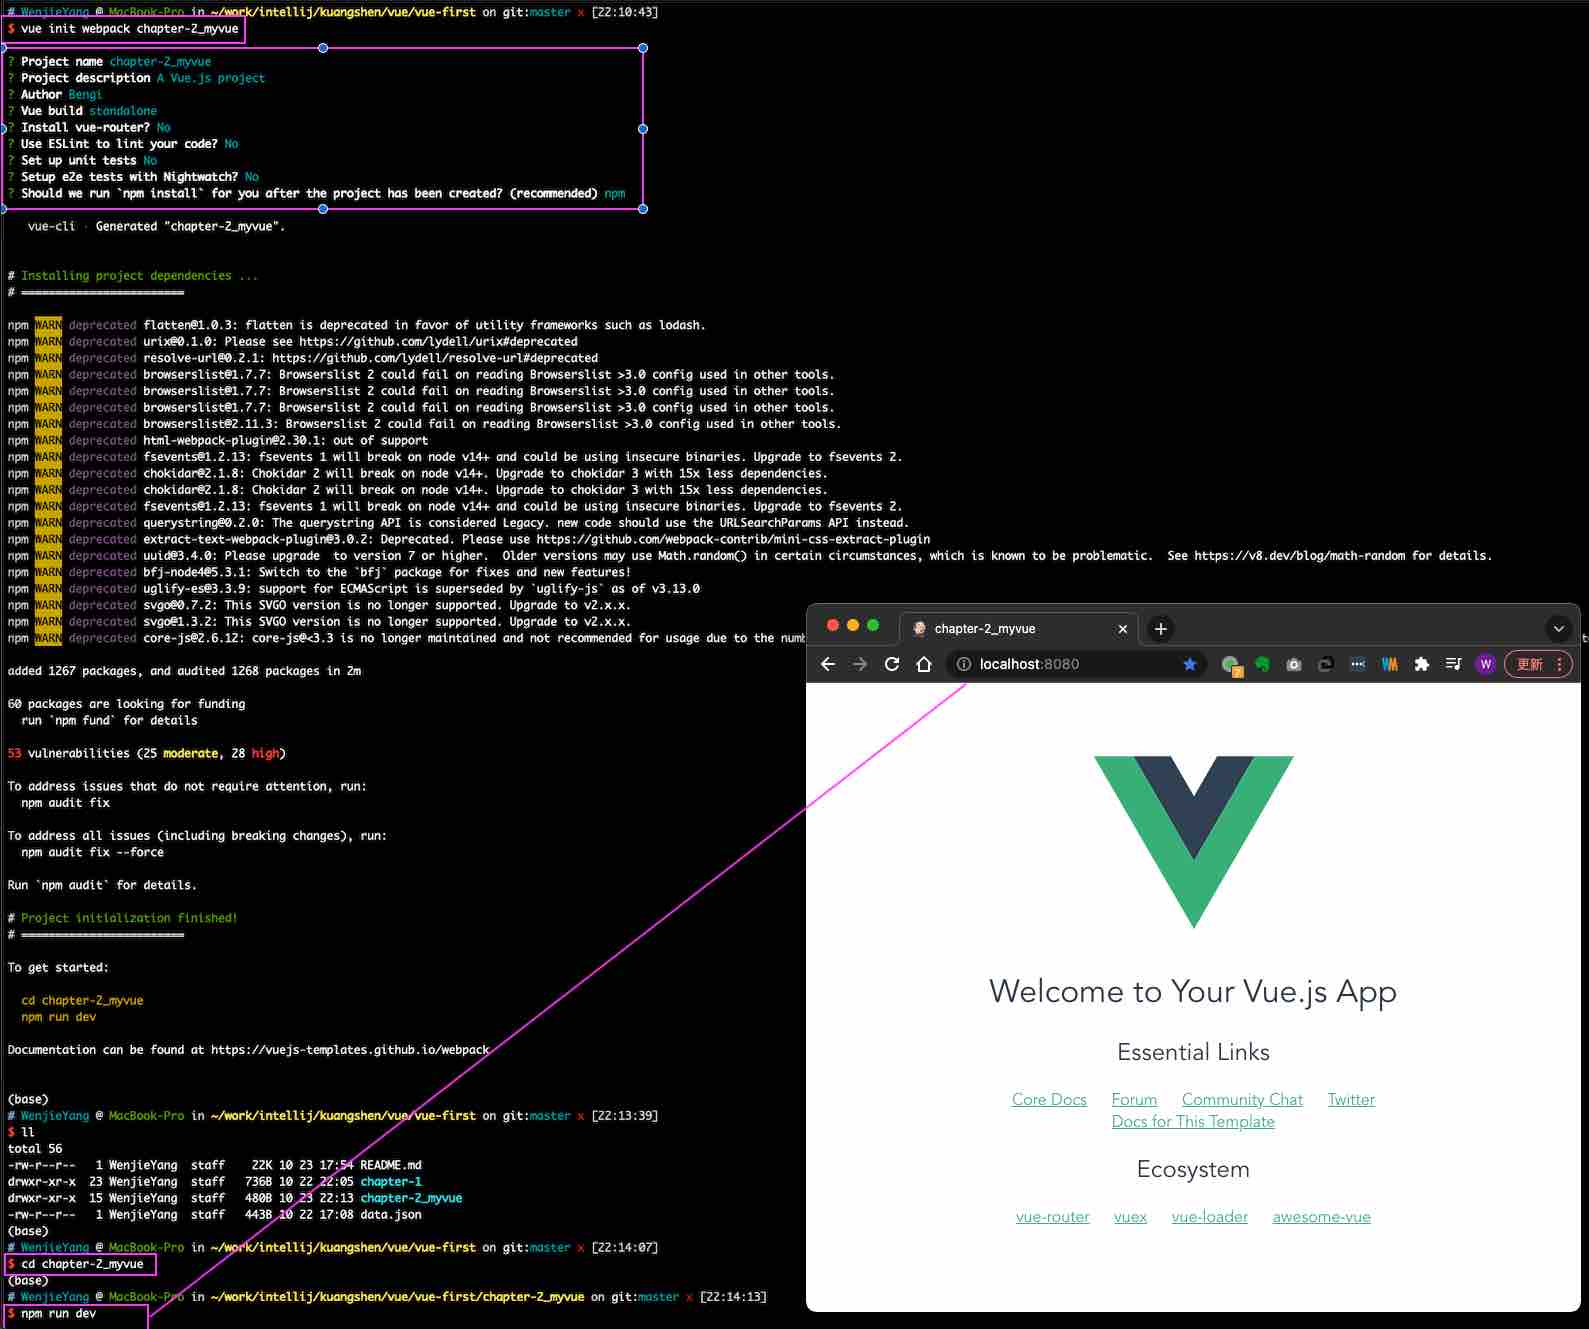 # WenjieYang @ MacBook-Pro in ~/work/intellij/kuangshen/vue/vue-first on git:master x [22:10:43]
$ vue init webpack chapter-2_myvue
? Project name chapter-2_myvue
? Project description A Vue.js project
? Author Bengi
? Vue build standalone
? Install vue-router? No
? Use ESLint to lint your code? No
? Set up unit tests No
? Setup e2e tests with Nightwatch? No
? Should we run `npm install` for you after the project has been created? (recommended) npm
vue-cli · Generated "chapter-2_myvue".
# Installing project dependencies ...
# ========================
npm WARN deprecated flatten@1.0.3: flatten is deprecated in favor of utility frameworks such as lodash.
npm WARN deprecated urix@0.1.0: Please see https://github.com/lydell/urix#deprecated
npm WARN deprecated resolve-url@0.2.1: https://github.com/lydell/resolve-url#deprecated
npm WARN deprecated browserslist@1.7.7: Browserslist 2 could fail on reading Browserslist >3.0 config used in other tools.
npm WARN deprecated browserslist@1.7.7: Browserslist 2 could fail on reading Browserslist >3.0 config used in other tools.
npm WARN deprecated browserslist@1.7.7: Browserslist 2 could fail on reading Browserslist >3.0 config used in other tools.
npm WARN deprecated browserslist@2.11.3: Browserslist 2 could fail on reading Browserslist >3.0 config used in other tools.
npm WARN deprecated html-webpack-plugin@2.30.1: out of support
npm WARN deprecated fsevents@1.2.13: fsevents 1 will break on node v14+ and could be using insecure binaries. Upgrade to fsevents 2.
npm WARN deprecated chokidar@2.1.8: Chokidar 2 will break on node v14+. Upgrade to chokidar 3 with 15x less dependencies.
npm WARN deprecated chokidar@2.1.8: Chokidar 2 will break on node v14+. Upgrade to chokidar 3 with 15x less dependencies.
npm WARN deprecated fsevents@1.2.13: fsevents 1 will break on node v14+ and could be using insecure binaries. Upgrade to fsevents 2.
npm WARN deprecated querystring@0.2.0: The querystring API is considered Legacy. new code should use the URLSearchParams API instead.
npm WARN deprecated extract-text-webpack-plugin@3.0.2: Deprecated. Please use https://github.com/webpack-contrib/mini-css-extract-plugin
npm WARN deprecated uuid@3.4.0: Please upgrade  to version 7 or higher.  Older versions may use Math.random() in certain circumstances, which is known to be problematic.  See https://v8.dev/blog/math-random for details.
npm WARN deprecated bfj-node4@5.3.1: Switch to the `bfj` package for fixes and new features!
npm WARN deprecated uglify-es@3.3.9: support for ECMAScript is superseded by `uglify-js` as of v3.13.0
npm WARN deprecated svgo@0.7.2: This SVGO version is no longer supported. Upgrade to v2.x.x.
npm WARN deprecated svgo@1.3.2: This SVGO version is no longer supported. Upgrade to v2.x.x.
npm WARN deprecated core-js@2.6.12: core-js@<3.3 is no longer maintained and not recommended for usage due to the
added 1267 packages, and audited 1268 packages in 2m
60 packages are looking for funding
run `npm fund` for details
53 vulnerabilities (25 moderate, 28 high)
To address issues that do not require attention, run:
npm audit fix
To address all issues (including breaking changes), run:
npm audit fix --force
Run `npm audit` for details.
# Project initialization finished!
# ========================
To get started:
cd chapter-2_myvue
npm run dev
Documentation can be found at https://vuejs-templates.github.io/webpack
(base)
# WenjieYang @ MacBook-Pro in ~/work/intellij/kuangshen/vue/vue-first on git:master x [22:13:39]
$ ll
total 56
-rw-r--r--   1 WenjieYang  staff    22K 10 23 17:54 README.md
drwxr-xr-x  23 WenjieYang  staff   736B 10 22 22:05 chapter-1
drwxr-xr-x  15 WenjieYang  staff   480B 10 23 22:13 chapter-2_myvue
-rw-r--r--   1 WenjieYang  staff   443B 10 22 17:08 data.json
(base)
# WenjieYang @ MacBook-Pro in ~/work/intellij/kuangshen/vue/vue-first on git:master x [22:14:07]
$ cd chapter-2_myvue
(base)
# WenjieYang @ MacBook-Pro in ~/work/intellij/kuangshen/vue/vue-first/chapter-2_myvue on git:master x [22:14:13]
$ npm run dev
chapter-2_myvue
localhost:8080
7
W
更新
Welcome to Your Vue.js App
Essential Links
Core Docs Forum Community Chat Twitter
Docs for This Template
Ecosystem
vue-router vuex vue-loader awesome-vue